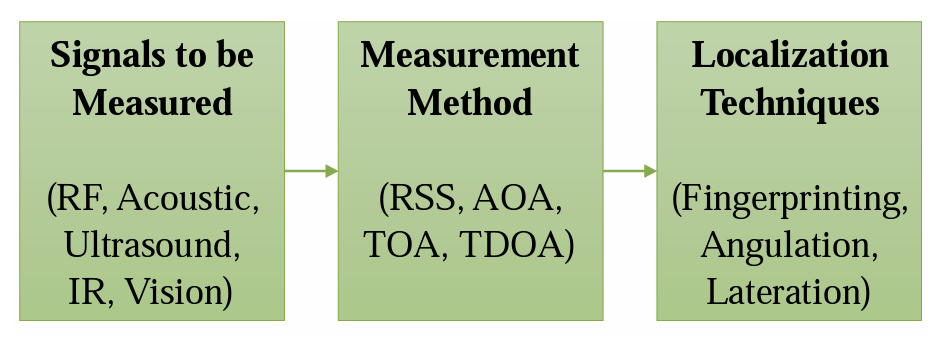 Signals to be
Measured
(RF, Acoustic,
Ultrasound,
IR, Vision)
Measurement
Method
(RSS, AOA,
TOA, TDOA)
Localization
Techniques
(Fingerprinting,
Angulation,
Lateration)